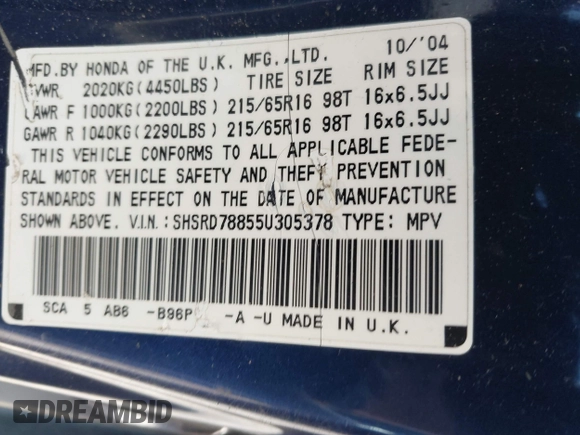 MFD.BY HONDA OF THE U.K. MFG.,LTD. 10/'04
GVWR 2020KG(4450LBS) TIRE SIZE RIM SIZE
GAWR F 1000KG(2200LBS) 215/65R16 98T 16x6.5JJ
GAWR R 1040KG(2290LBS) 215/65R16 98T 16x6.5JJ
THIS VEHICLE CONFORMS TO ALL APPLICABLE FEDE-
RAL MOTOR VEHICLE SAFETY AND THEFT PREVENTION
STANDARDS IN EFFECT ON THE DATE OF MANUFACTURE
SHOWN ABOVE. V.I.N.: SHSRD78855U305378 TYPE: MPV
SCA 5 AB6 -B96P -A -U MADE IN U.K.
DREAMBID